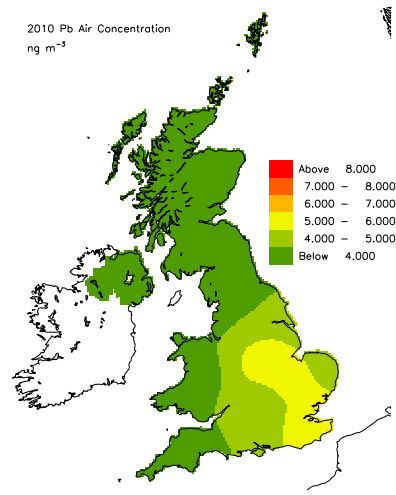 2010 Pb Air Concentration
ng m⁻³
Above 8.000
7.000 – 8.000
6.000 – 7.000
5.000 – 6.000
4.000 – 5.000
Below 4.000